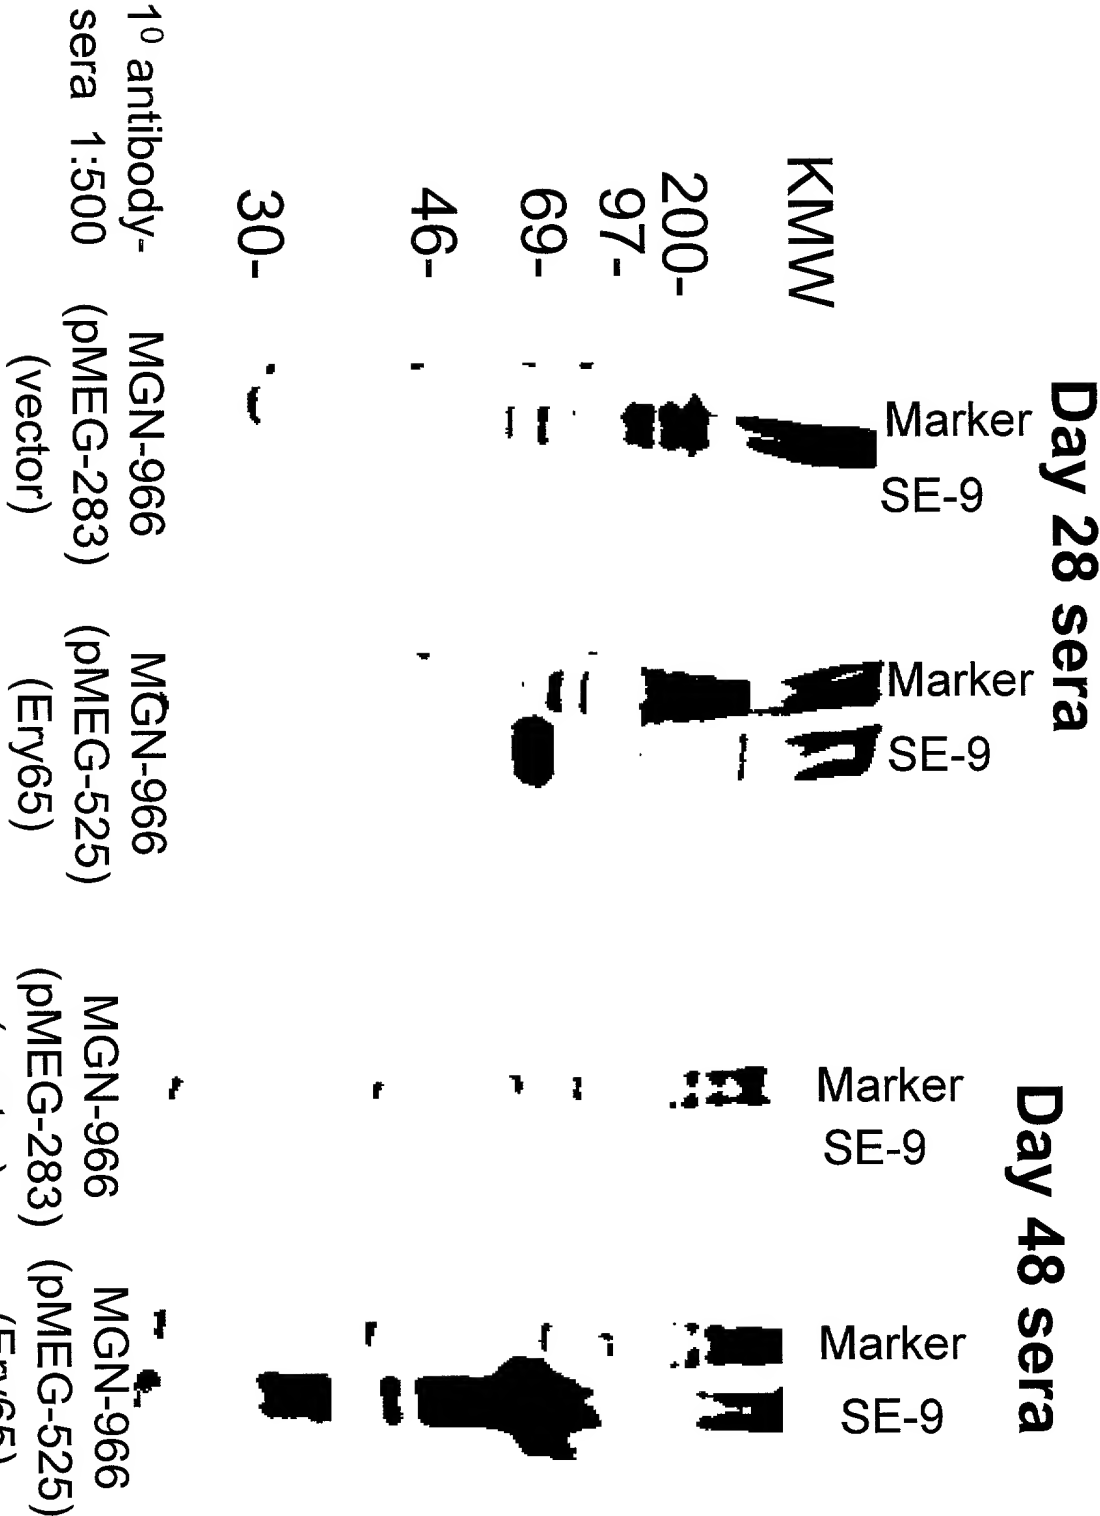 Day 28 sera
Day 48 sera
Marker
SE-9
Marker
SE-9
Marker
SE-9
Marker
SE-9
KMW
200-
97-
69-
46-
30-
1⁰ antibody-
sera 1:500
MGN-966
(pMEG-283)
(vector)
MGN-966
(pMEG-525)
(Ery65)
MGN-966
(pMEG-283)
MGN-966
(pMEG-525)
(Ery65)